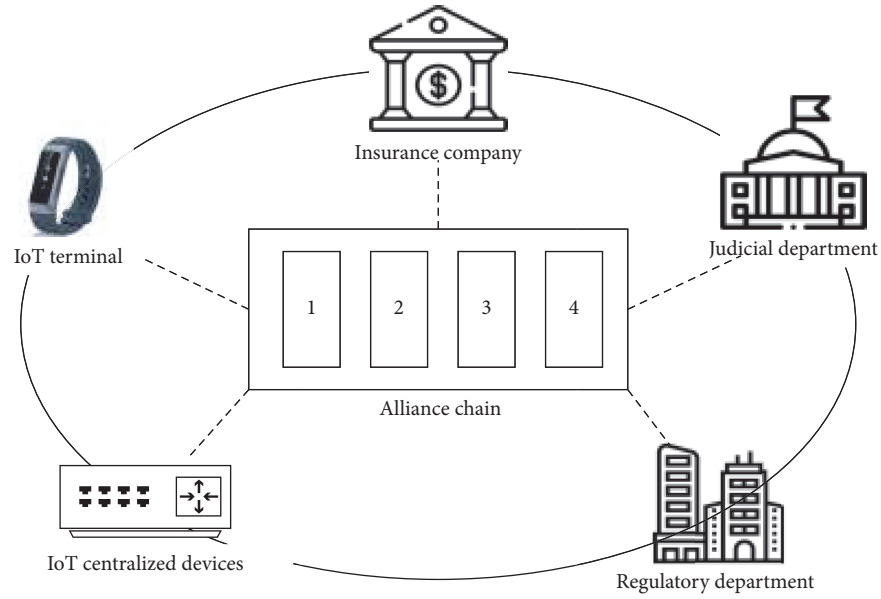 $
Insurance company
IoT terminal
Judicial department
1 2 3 4
Alliance chain
IoT centralized devices
Regulatory department